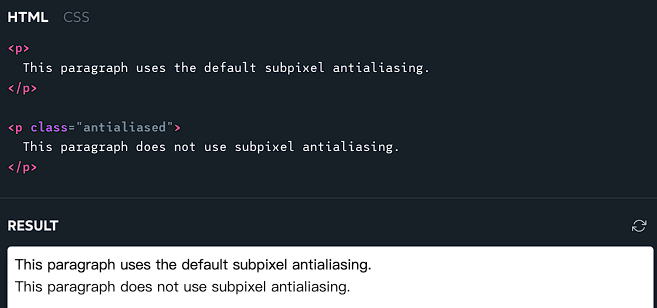 HTML CSS
<p>
This paragraph uses the default subpixel antialiasing.
</p>
<p class="antialiased">
This paragraph does not use subpixel antialiasing.
</p>
RESULT
This paragraph uses the default subpixel antialiasing.
This paragraph does not use subpixel antialiasing.